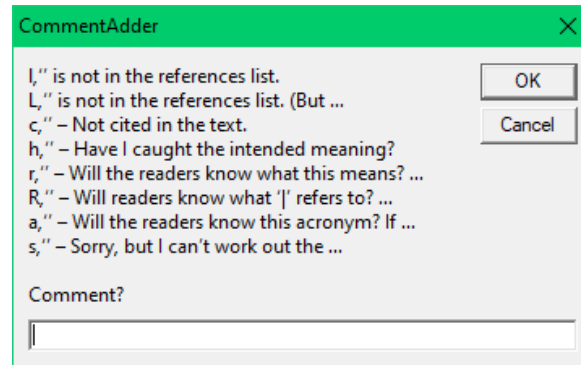 CommentAdder
l,'' is not in the references list.
L,'' is not in the references list. (But ...
c,'' – Not cited in the text.
h,'' – Have I caught the intended meaning?
r,'' – Will the readers know what this means? ...
R,'' – Will readers know what '|' refers to? ...
a,'' – Will the readers know this acronym? If ...
s,'' – Sorry, but I can't work out the ...
OK
Cancel
Comment?